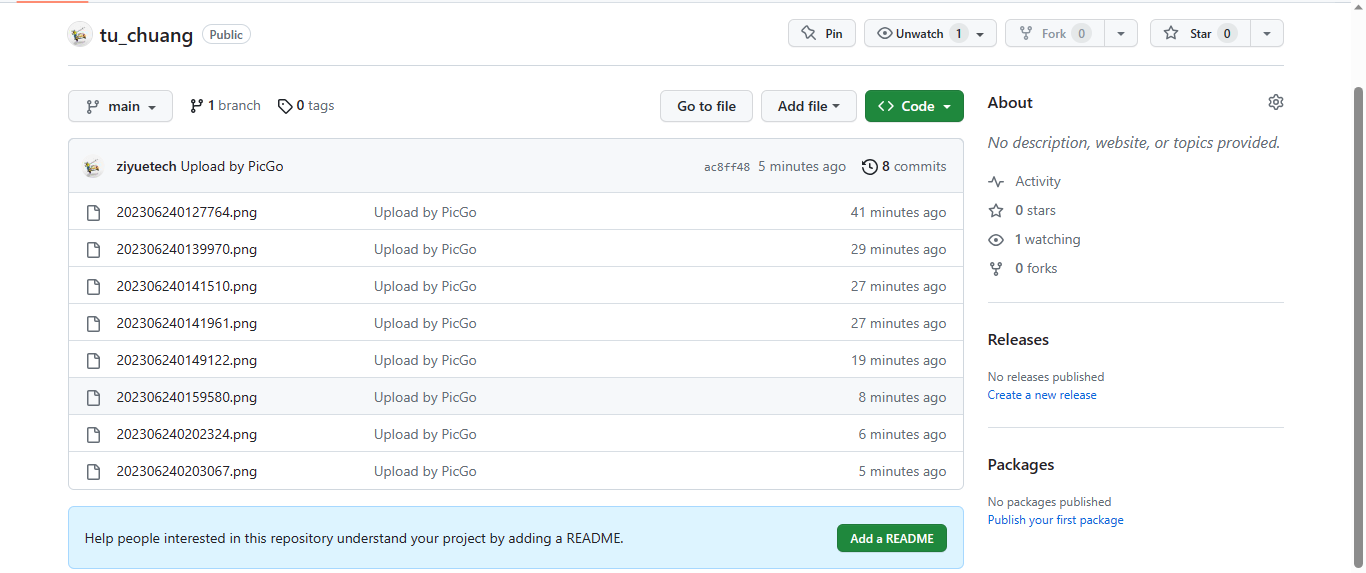 tu_chuang Public Pin Unwatch 1 Fork 0 Star 0
main 1 branch 0 tags Go to file Add file <> Code
ziyuetech Upload by PicGo ac8ff48 5 minutes ago 8 commits
202306240127764.png Upload by PicGo 41 minutes ago
202306240139970.png Upload by PicGo 29 minutes ago
202306240141510.png Upload by PicGo 27 minutes ago
202306240141961.png Upload by PicGo 27 minutes ago
202306240149122.png Upload by PicGo 19 minutes ago
202306240159580.png Upload by PicGo 8 minutes ago
202306240202324.png Upload by PicGo 6 minutes ago
202306240203067.png Upload by PicGo 5 minutes ago
Help people interested in this repository understand your project by adding a README. Add a README
About
No description, website, or topics provided.
Activity
0 stars
1 watching
0 forks
Releases
No releases published
Create a new release
Packages
No packages published
Publish your first package